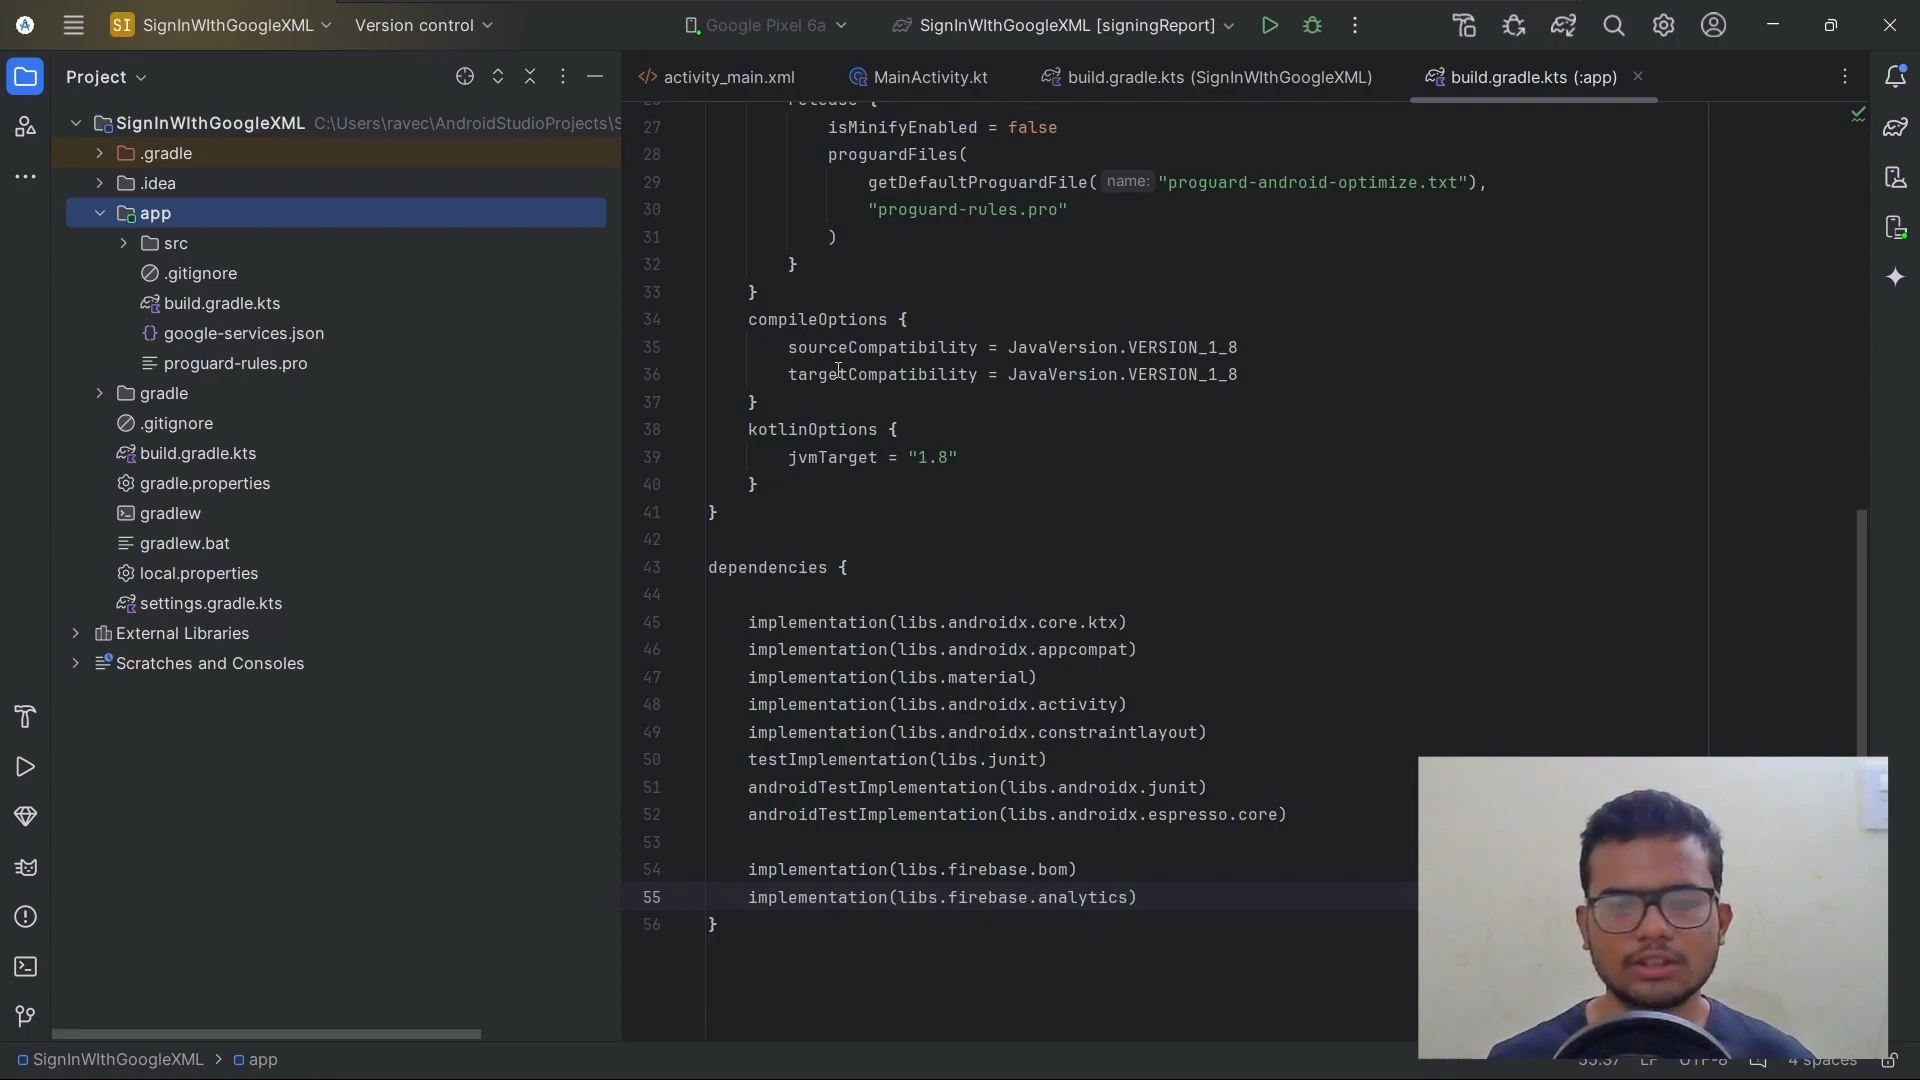 SI SignInWIthGoogleXML Version control Google Pixel 6a SignInWIthGoogleXML [signingReport]
Project
activity_main.xml MainActivity.kt build.gradle.kts (SignInWIthGoogleXML) build.gradle.kts (:app)
SignInWIthGoogleXML C:\Users\ravec\AndroidStudioProjects\S
.gradle
.idea
app
src
.gitignore
build.gradle.kts
google-services.json
proguard-rules.pro
gradle
.gitignore
build.gradle.kts
gradle.properties
gradlew
gradlew.bat
local.properties
settings.gradle.kts
External Libraries
Scratches and Consoles
release {
27 isMinifyEnabled = false
28 proguardFiles(
29 getDefaultProguardFile( name: "proguard-android-optimize.txt"),
30 "proguard-rules.pro"
31 )
32 }
33 }
34 compileOptions {
35 sourceCompatibility = JavaVersion.VERSION_1_8
36 targetCompatibility = JavaVersion.VERSION_1_8
37 }
38 kotlinOptions {
39 jvmTarget = "1.8"
40 }
41 }
42
43 dependencies {
44
45 implementation(libs.androidx.core.ktx)
46 implementation(libs.androidx.appcompat)
47 implementation(libs.material)
48 implementation(libs.androidx.activity)
49 implementation(libs.androidx.constraintlayout)
50 testImplementation(libs.junit)
51 androidTestImplementation(libs.androidx.junit)
52 androidTestImplementation(libs.androidx.espresso.core)
53
54 implementation(libs.firebase.bom)
55 implementation(libs.firebase.analytics)
56 }
SignInWIthGoogleXML > app LF UTF-8 4 spaces